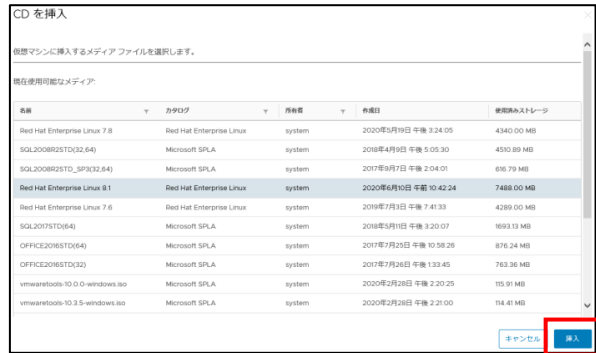 CD を挿入
仮想マシンに挿入するメディア ファイルを選択します。
現在使用可能なメディア:
名前 カタログ 所有者 作成日 使用済みストレージ
Red Hat Enterprise Linux 7.8 Red Hat Enterprise Linux system 2020年5月19日 午後 3:24:05 4340.00 MB
SQL2008R2STD(32,64) Microsoft SPLA system 2018年4月9日 午後 5:05:30 4510.89 MB
SQL2008R2STD_SP3(32,64) Microsoft SPLA system 2017年9月7日 午後 2:04:01 616.79 MB
Red Hat Enterprise Linux 8.1 Red Hat Enterprise Linux system 2020年6月10日 午前 10:42:24 7488.00 MB
Red Hat Enterprise Linux 7.6 Red Hat Enterprise Linux system 2019年7月3日 午後 7:41:33 4289.00 MB
SQL2017STD(64) Microsoft SPLA system 2018年5月11日 午後 3:20:07 1693.13 MB
OFFICE2016STD(64) Microsoft SPLA system 2017年7月25日 午後 10:58:26 876.24 MB
OFFICE2016STD(32) Microsoft SPLA system 2017年7月26日 午後 1:33:45 763.36 MB
vmwaretools-10.0.0-windows.iso Microsoft SPLA system 2020年2月28日 午後 2:20:25 115.91 MB
vmwaretools-10.3.5-windows.iso Microsoft SPLA system 2020年2月28日 午後 2:21:00 114.41 MB
キャンセル 挿入